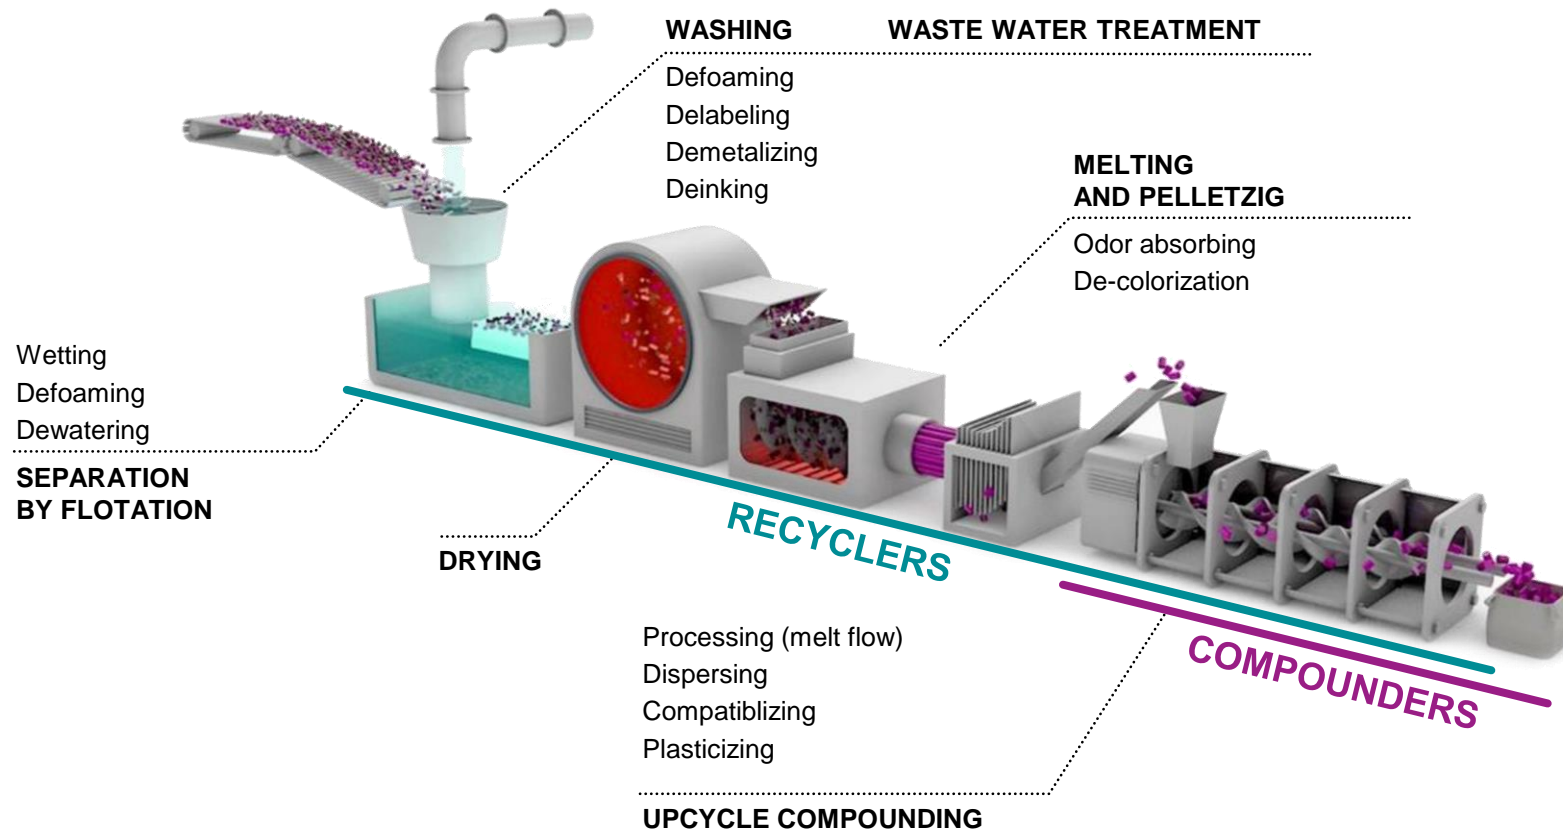 WASHING WASTE WATER TREATMENT
Defoaming
Delabeling
Demetalizing
Deinking
MELTING
AND PELLETZIG
Odor absorbing
De-colorization
Wetting
Defoaming
Dewatering
SEPARATION
BY FLOTATION
DRYING
RECYCLERS
COMPOUNDERS
Processing (melt flow)
Dispersing
Compatiblizing
Plasticizing
UPCYCLE COMPOUNDING